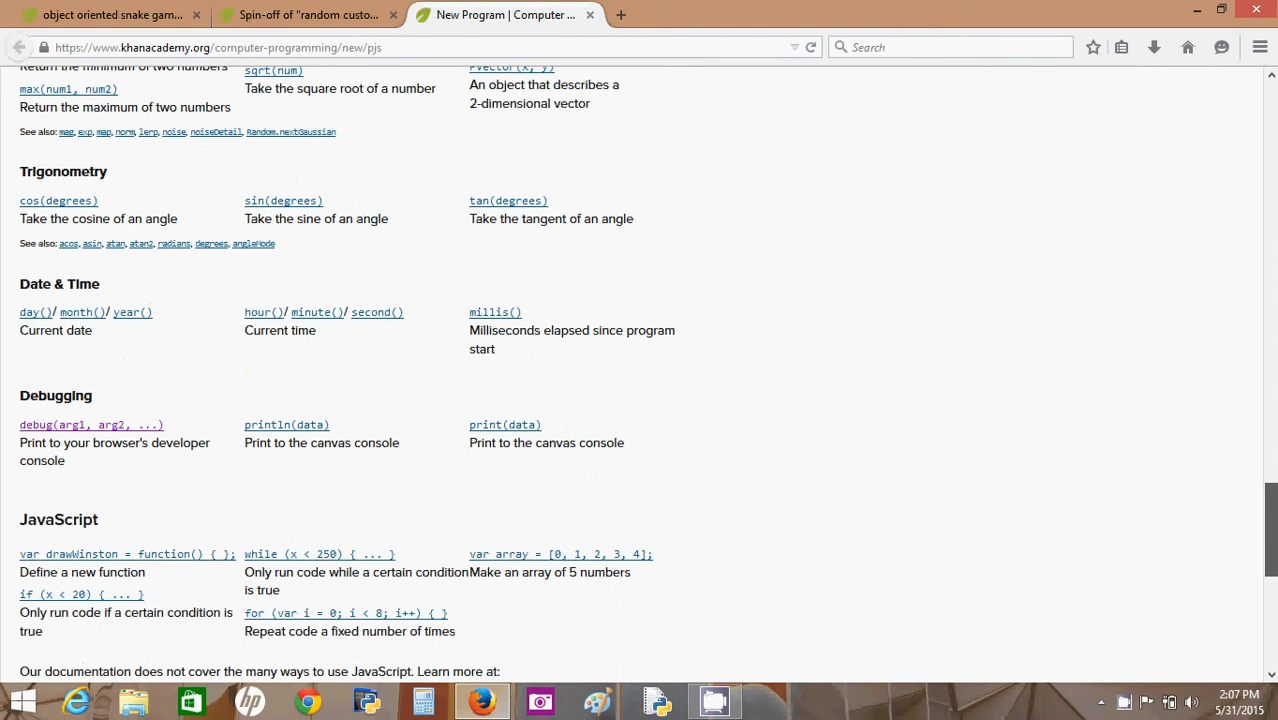 object oriented snake gam...
Spin-off of "random custo...
New Program | Computer ...
https://www.khanacademy.org/computer-programming/new/pjs
Search
Return the minimum of two numbers
sqrt(num)
PVector(x, y)
max(num1, num2)
Take the square root of a number
An object that describes a
2-dimensional vector
Return the maximum of two numbers
See also: mag, exp, map, norm, lerp, noise, noiseDetail, Random.nextGaussian
Trigonometry
cos(degrees)
sin(degrees)
tan(degrees)
Take the cosine of an angle
Take the sine of an angle
Take the tangent of an angle
See also: acos, asin, atan, atan2, radians, degrees, angleMode
Date & Time
day()/ month()/ year()
hour()/ minute()/ second()
millis()
Current date
Current time
Milliseconds elapsed since program
start
Debugging
debug(arg1, arg2, ...)
println(data)
print(data)
Print to your browser's developer
console
Print to the canvas console
Print to the canvas console
JavaScript
var drawWinston = function() { };
while (x < 250) { ... }
var array = [0, 1, 2, 3, 4];
Define a new function
Only run code while a certain condition
is true
Make an array of 5 numbers
if (x < 20) { ... }
Only run code if a certain condition is
true
for (var i = 0; i < 8; i++) { }
Repeat code a fixed number of times
Our documentation does not cover the many ways to use JavaScript. Learn more at:
2:07 PM
5/31/2015